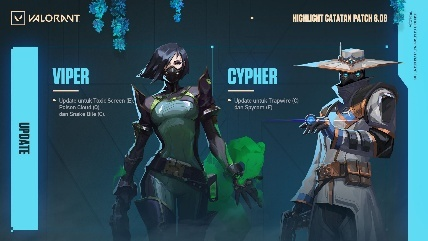 VALORANT
HIGHLIGHT CATATAN PATCH 6.08
UPDATE
VIPER
Update untuk Toxic Screen (E),
Poison Cloud (Q)
dan Snake Bite (C).
CYPHER
Update untuk Trapwire (C)
dan Spycam (E).